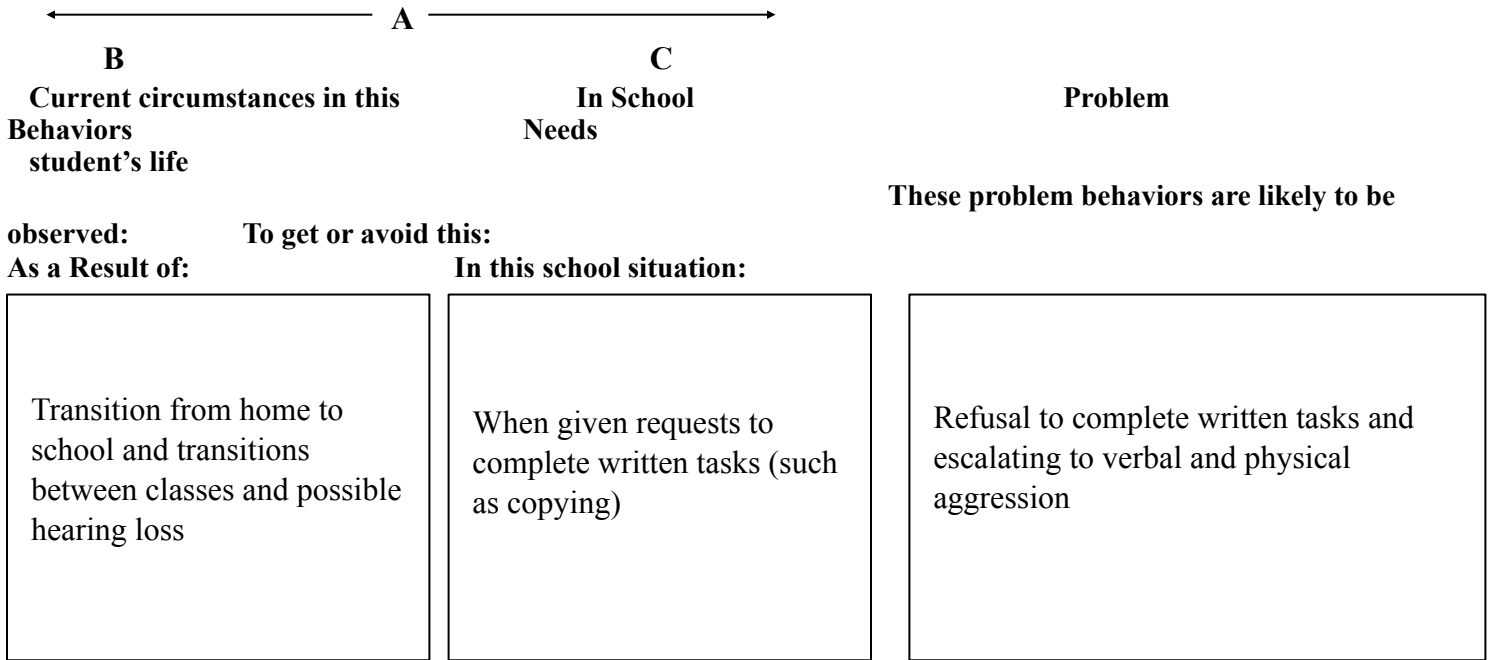 A
B C
Current circumstances in this In School Problem
Behaviors Needs
student’s life
These problem behaviors are likely to be
observed: To get or avoid this:
As a Result of: In this school situation:
Transition from home to
school and transitions
between classes and possible
hearing loss
When given requests to
complete written tasks (such
as copying)
Refusal to complete written tasks and
escalating to verbal and physical
aggression